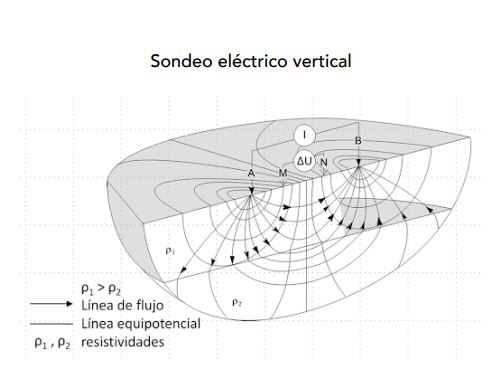 Sondeo eléctrico vertical
I
B
ΔU
N
A
M
ρ₁
ρ₂
ρ₁ > ρ₂
Línea de flujo
Línea equipotencial
ρ₁ , ρ₂ resistividades